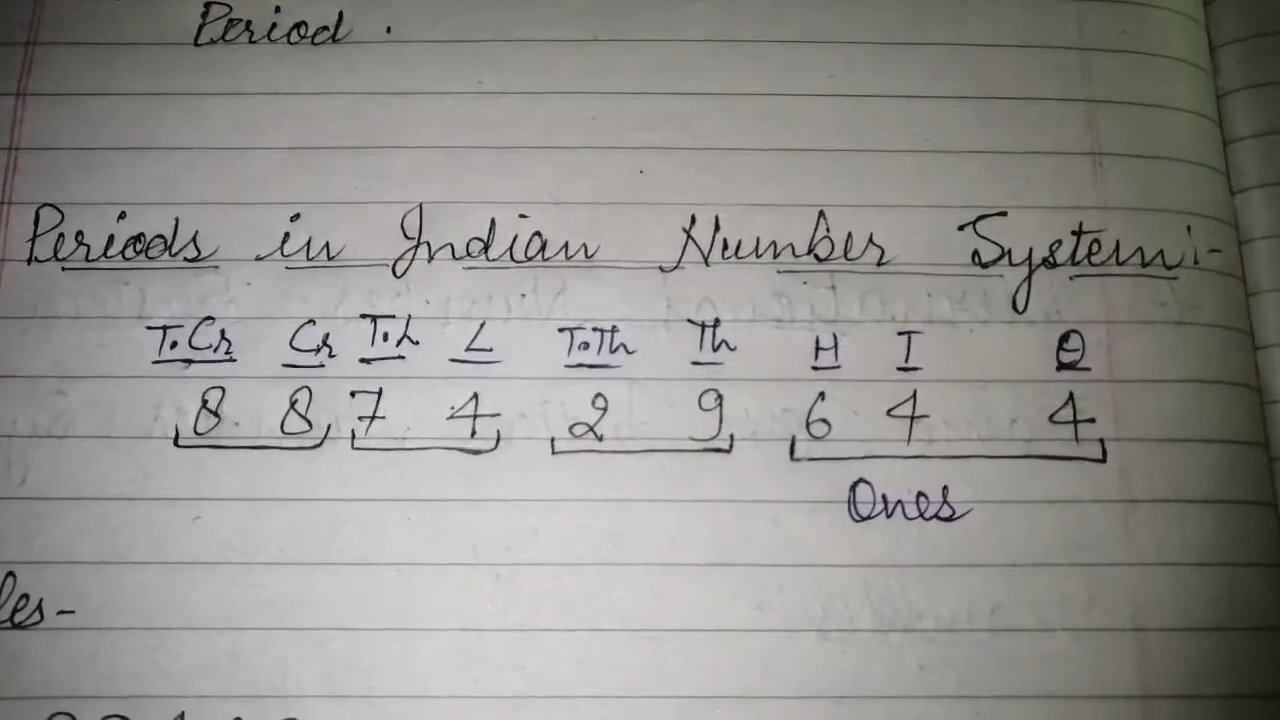 Period .
Periods in Indian Number System:-
T.Cr Cr T.L L T.Th Th H T O
8 8 7 4 2 9 6 4 4
Ones
les-